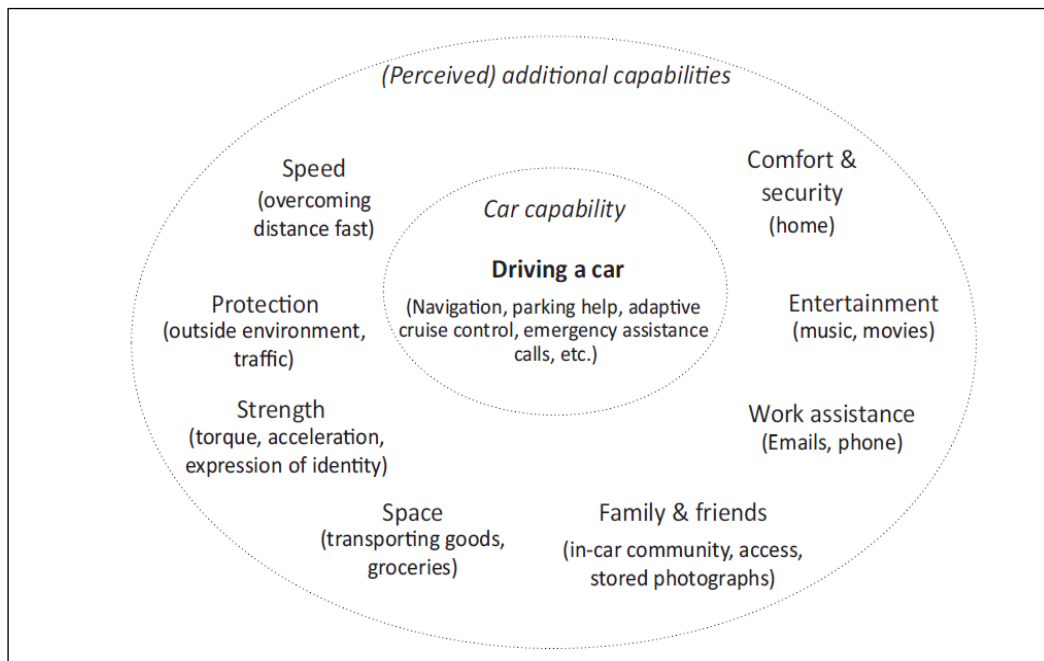 (Perceived) additional capabilities
Speed
(overcoming
distance fast)
Comfort &
security
(home)
Car capability
Driving a car
(Navigation, parking help, adaptive
cruise control, emergency assistance
calls, etc.)
Protection
(outside environment,
traffic)
Entertainment
(music, movies)
Strength
(torque, acceleration,
expression of identity)
Work assistance
(Emails, phone)
Space
(transporting goods,
groceries)
Family & friends
(in-car community, access,
stored photographs)